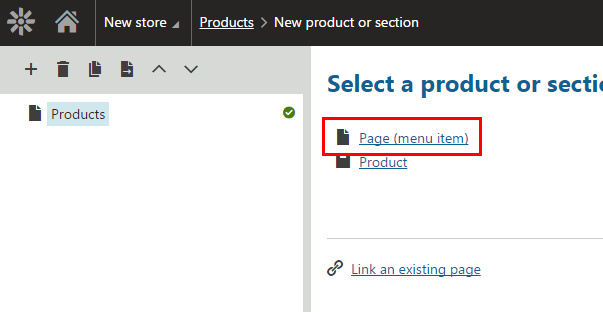 New store Products > New product or section
Products
Select a product or secti
Page (menu item)
Product
Link an existing page